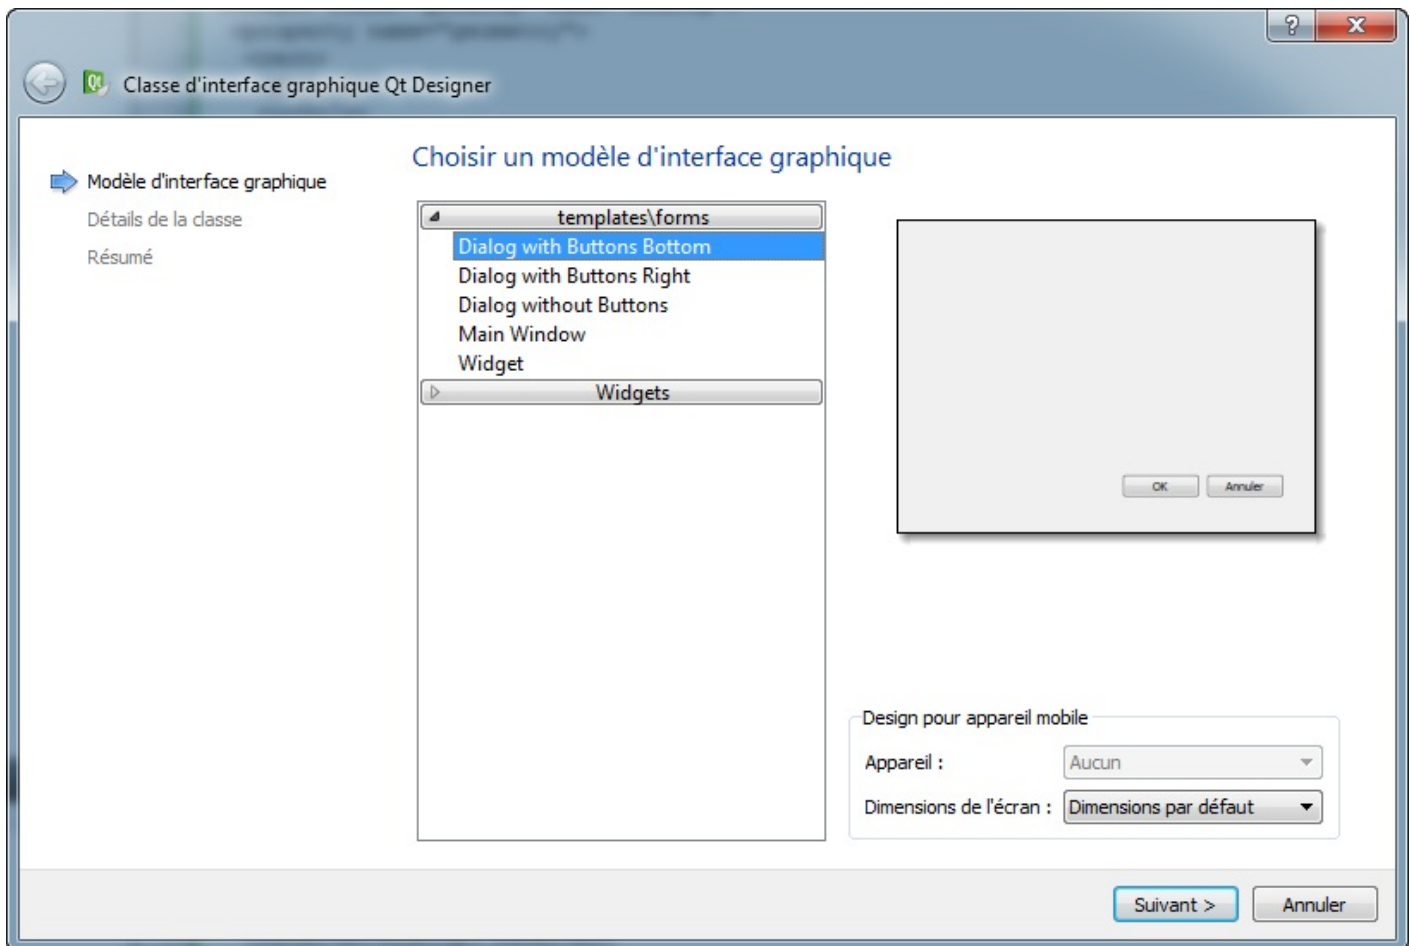 Classe d'interface graphique Qt Designer
Modèle d'interface graphique
Détails de la classe
Résumé
Choisir un modèle d'interface graphique
templates\forms
Dialog with Buttons Bottom
Dialog with Buttons Right
Dialog without Buttons
Main Window
Widget
Widgets
OK Annuler
Design pour appareil mobile
Appareil : Aucun
Dimensions de l'écran : Dimensions par défaut
Suivant > Annuler